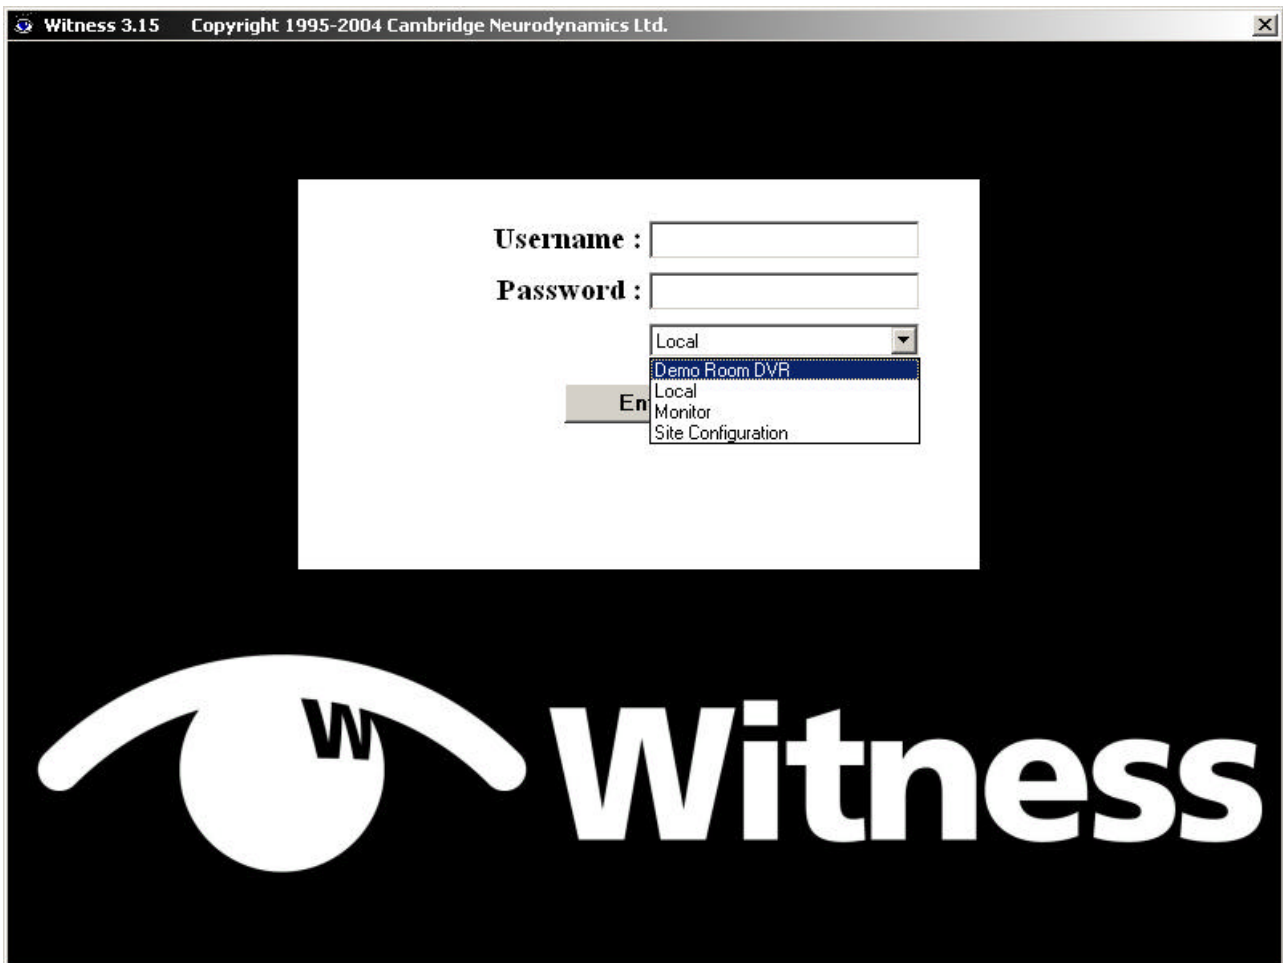 Witness 3.15 Copyright 1995-2004 Cambridge Neurodynamics Ltd.
Username :
Password :
Local
Demo Room DVR
Local
Monitor
Site Configuration
W
Witness